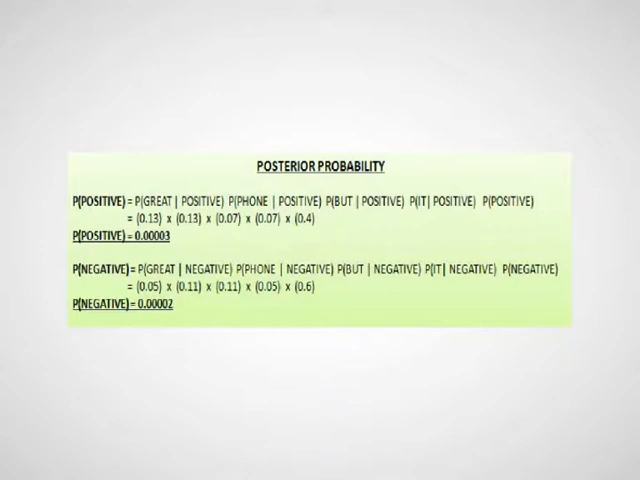 POSTERIOR PROBABILITY
P(POSITIVE) = P(GREAT | POSITIVE) P(PHONE | POSITIVE) P(BUT | POSITIVE) P(IT| POSITIVE) P(POSITIVE)
= (0.13) x (0.13) x (0.07) x (0.07) x (0.4)
P(POSITIVE) = 0.00003
P(NEGATIVE) = P(GREAT | NEGATIVE) P(PHONE | NEGATIVE) P(BUT | NEGATIVE) P(IT| NEGATIVE) P(NEGATIVE)
= (0.05) x (0.11) x (0.11) x (0.05) x (0.6)
P(NEGATIVE) = 0.00002